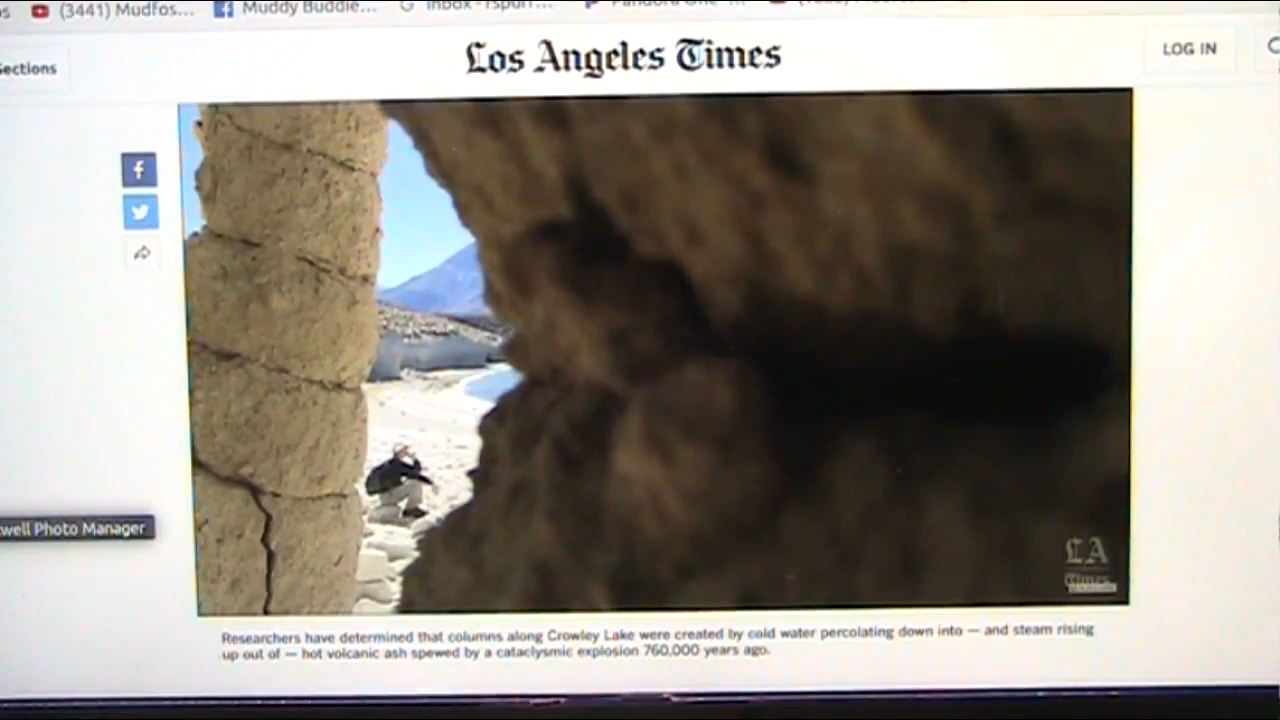 (3441) Mudfos...
Muddy Buddie...
Los Angeles Times
LOG IN
Sections
well Photo Manager
LA
Times
Researchers have determined that columns along Crowley Lake were created by cold water percolating down into — and steam rising
up out of — hot volcanic ash spewed by a cataclysmic explosion 760,000 years ago.